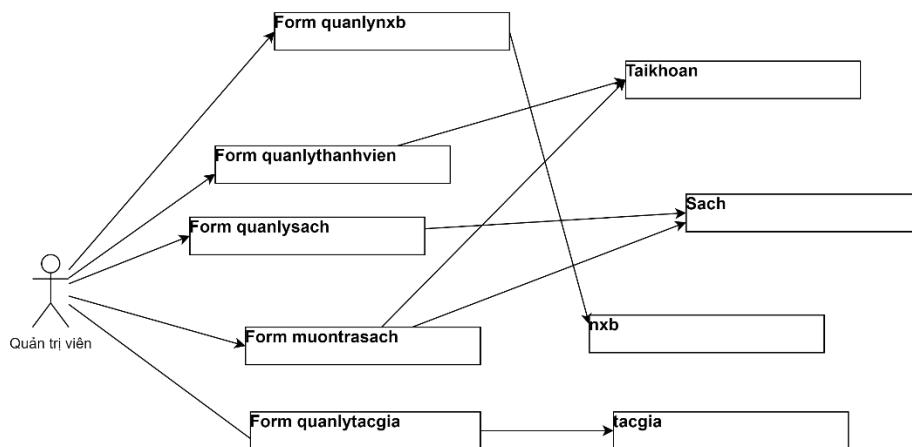 Form quanlynxb
Taikhoan
Form quanlythanhvien
Sach
Form quanlysach
nxb
Form muontrasach
Quản trị viên
Form quanlytacgia
tacgia